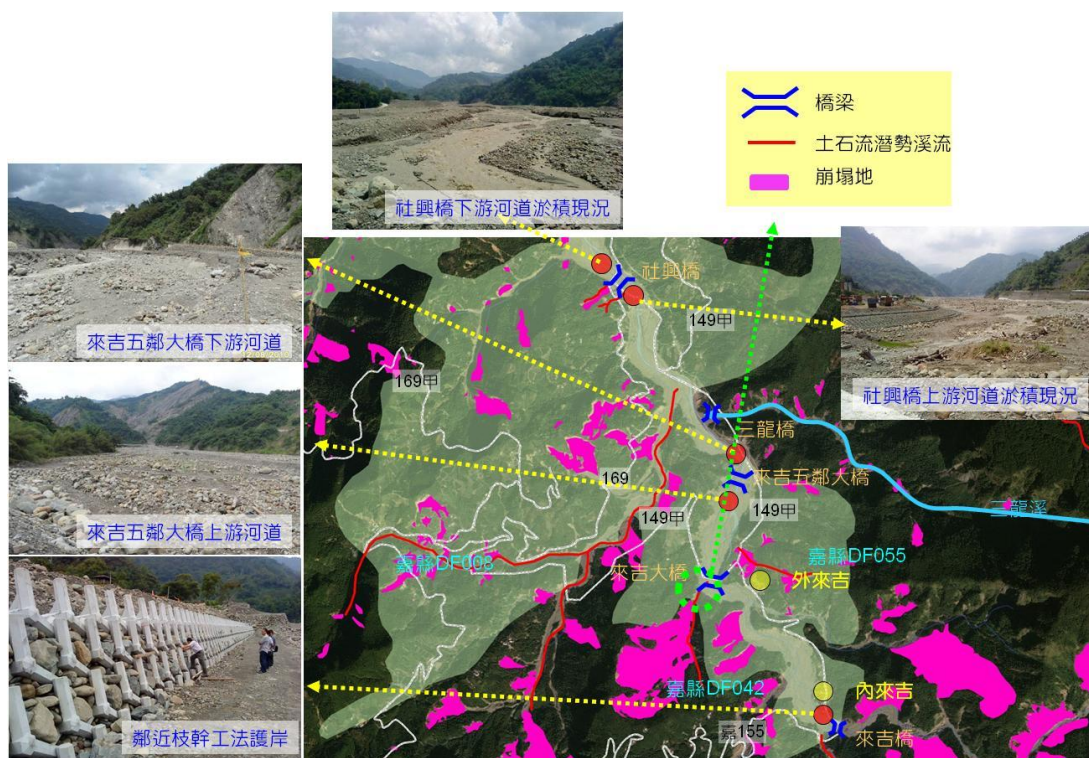 橋梁
土石流潛勢溪流
崩塌地
社興橋下游河道淤積現況
來吉五鄰大橋下游河道
社興橋
149甲
社興橋上游河道淤積現況
169甲
三龍橋
來吉五鄰大橋
169
149甲
149甲
三龍溪
來吉五鄰大橋上游河道
嘉縣DF008
來吉大橋
嘉縣DF055
外來吉
嘉縣DF042
內來吉
嘉155
來吉橋
鄰近枝幹工法護岸